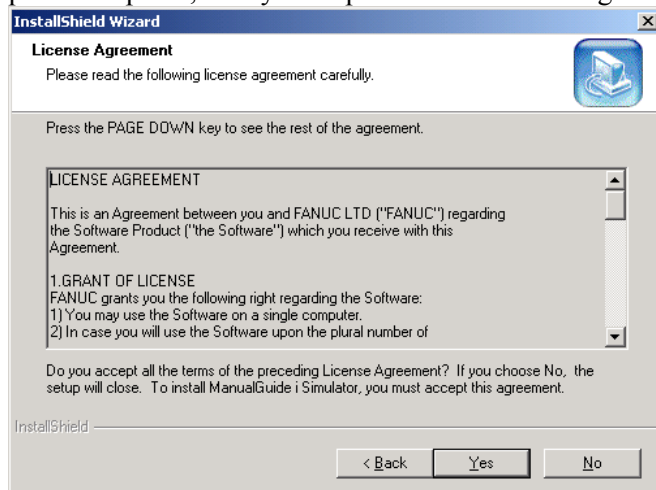 InstallShield Wizard
License Agreement
Please read the following license agreement carefully.
Press the PAGE DOWN key to see the rest of the agreement.
LICENSE AGREEMENT
This is an Agreement between you and FANUC LTD ("FANUC") regarding
the Software Product ("the Software") which you receive with this
Agreement.
1.GRANT OF LICENSE
FANUC grants you the following right regarding the Software:
1) You may use the Software on a single computer.
2) In case you will use the Software upon the plural number of
Do you accept all the terms of the preceding License Agreement? If you choose No, the
setup will close. To install ManualGuide i Simulator, you must accept this agreement.
InstallShield
< Back Yes No